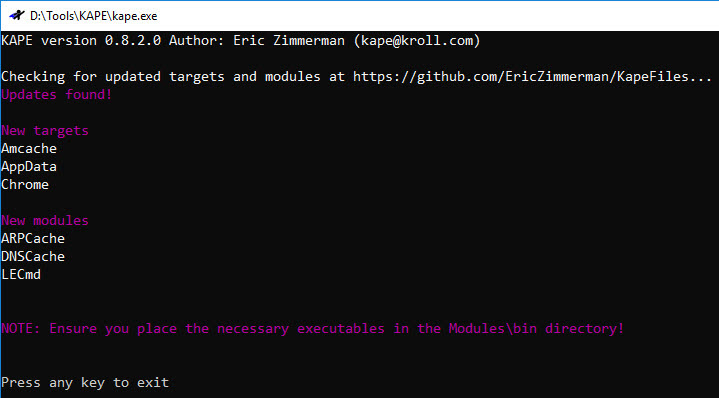 D:\Tools\KAPE\kape.exe
KAPE version 0.8.2.0 Author: Eric Zimmerman (kape@kroll.com)
Checking for updated targets and modules at https://github.com/EricZimmerman/KapeFiles...
Updates found!
New targets
Amcache
AppData
Chrome
New modules
ARPCache
DNSCache
LECmd
NOTE: Ensure you place the necessary executables in the Modules\bin directory!
Press any key to exit